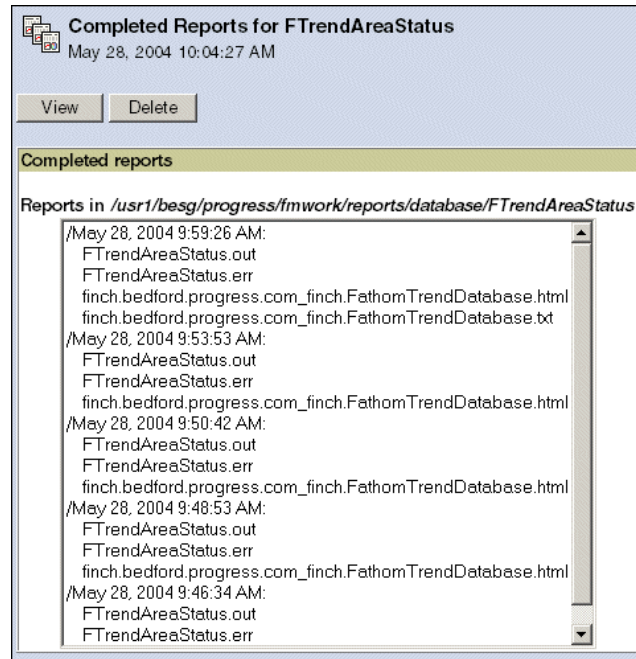 Completed Reports for FTrendAreaStatus
May 28, 2004 10:04:27 AM
View Delete
Completed reports
Reports in /usr1/besg/progress/fmwork/reports/database/FTrendAreaStatus
/May 28, 2004 9:59:26 AM:
FTrendAreaStatus.out
FTrendAreaStatus.err
finch.bedford.progress.com_finch.FathomTrendDatabase.html
finch.bedford.progress.com_finch.FathomTrendDatabase.txt
/May 28, 2004 9:53:53 AM:
FTrendAreaStatus.out
FTrendAreaStatus.err
finch.bedford.progress.com_finch.FathomTrendDatabase.html
/May 28, 2004 9:50:42 AM:
FTrendAreaStatus.out
FTrendAreaStatus.err
finch.bedford.progress.com_finch.FathomTrendDatabase.html
/May 28, 2004 9:48:53 AM:
FTrendAreaStatus.out
FTrendAreaStatus.err
finch.bedford.progress.com_finch.FathomTrendDatabase.html
/May 28, 2004 9:46:34 AM:
FTrendAreaStatus.out
FTrendAreaStatus.err